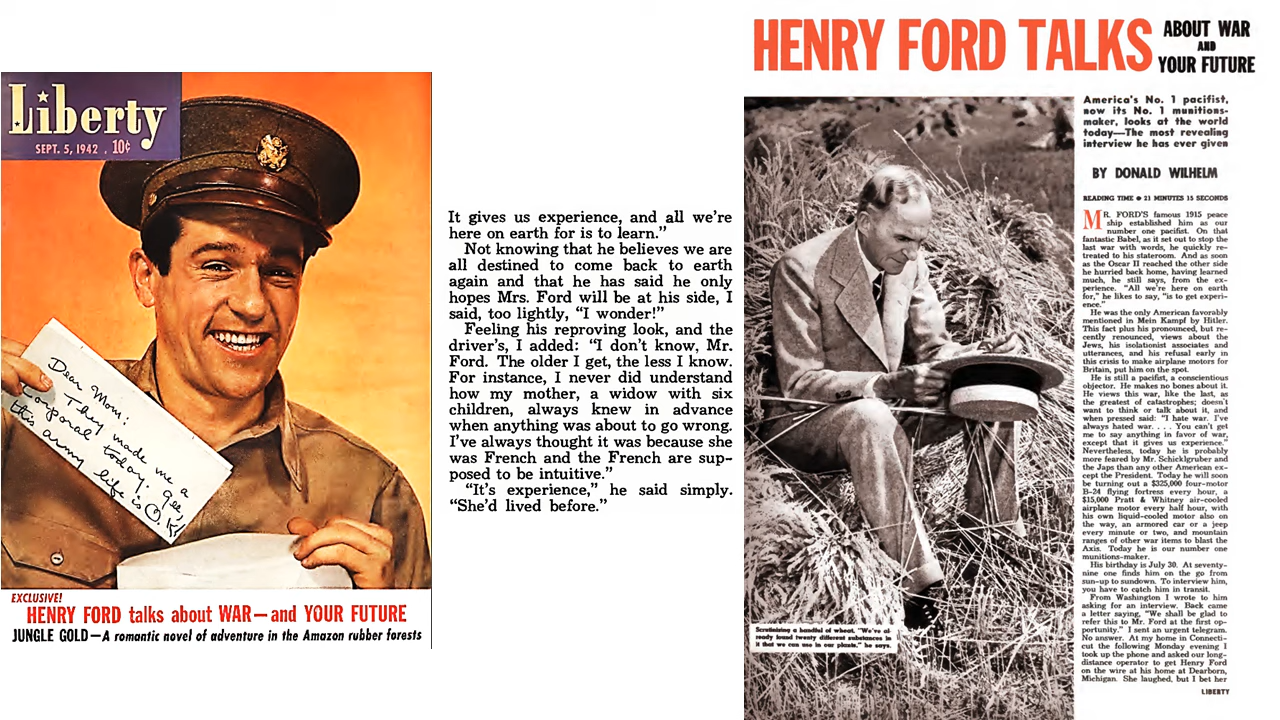 Liberty
SEPT. 5, 1942 . 10¢
Dear Mom:
They made me a
corporal today. Gee,
this army life is O.K!
EXCLUSIVE!
HENRY FORD talks about WAR—and YOUR FUTURE
JUNGLE GOLD—A romantic novel of adventure in the Amazon rubber forests
It gives us experience, and all we're
here on earth for is to learn."
Not knowing that he believes we are
all destined to come back to earth
again and that he has said he only
hopes Mrs. Ford will be at his side, I
said, too lightly, "I wonder!"
Feeling his reproving look, and the
driver's, I added: "I don't know, Mr.
Ford. The older I get, the less I know.
For instance, I never did understand
how my mother, a widow with six
children, always knew in advance
when anything was about to go wrong.
I've always thought it was because she
was French and the French are sup-
posed to be intuitive."
"It's experience," he said simply.
"She'd lived before."
HENRY FORD TALKS
ABOUT WAR
AND
YOUR FUTURE
America's No. 1 pacifist,
now its No. 1 munitions-
maker, looks at the world
today—The most revealing
interview he has ever given
BY DONALD WILHELM
READING TIME ● 21 MINUTES 15 SECONDS
MR. FORD'S famous 1915 peace
ship established him as our
number one pacifist. On that
fantastic Babel, as it set out to stop the
last war with words, he quickly re-
treated to his stateroom. And as soon
as the Oscar II reached the other side
he hurried back home, having learned
much, he still says, from the ex-
perience. "All we're here on earth
for," he likes to say, "is to get experi-
ence."
He was the only American favorably
mentioned in Mein Kampf by Hitler.
This fact plus his pronounced, but re-
cently renounced, views about the
Jews, his isolationist associates and
utterances, and his refusal early in
this crisis to make airplane motors for
Britain, put him on the spot.
He is still a pacifist, a conscientious
objector. He makes no bones about it.
He views this war, like the last, as
the greatest of catastrophes; doesn't
want to think or talk about it, and
when pressed said: "I hate war. I've
always hated war. . . . You can't get
me to say anything in favor of war,
except that it gives us experience."
Nevertheless, today he is probably
more feared by Mr. Schicklgruber and
the Japs than any other American ex-
cept the President. Today he will soon
be turning out a $325,000 four-motor
B-24 flying fortress every hour, a
$15,000 Pratt & Whitney air-cooled
airplane motor every half hour, with
his own liquid-cooled motor also on
the way, an armored car or a jeep
every minute or two, and mountain
ranges of other war items to blast the
Axis. Today he is our number one
munitions-maker.
His birthday is July 30. At seventy-
nine one finds him on the go from
sun-up to sundown. To interview him,
you have to catch him in transit.
From Washington I wrote to him
asking for an interview. Back came
a letter saying, "We shall be glad to
refer this to Mr. Ford at the first op-
portunity." I sent an urgent telegram.
No answer. At my home in Connecti-
cut the following Monday evening I
took up the phone and asked our long-
distance operator to get Henry Ford
on the wire at his home at Dearborn,
Michigan. She laughed, but I bet her
LIBERTY
Scrutinizing a handful of wheat. "We've al-
ready found twenty different substances in
it that we can use in car plants," he says.